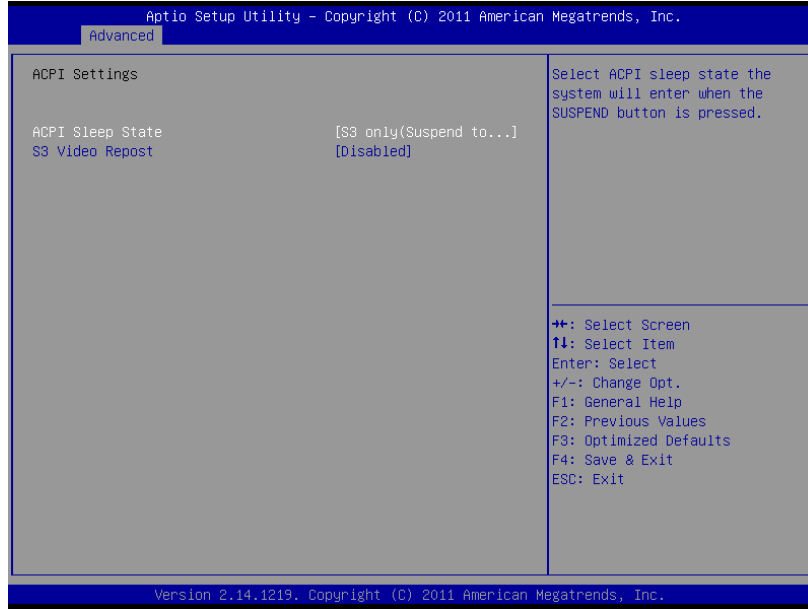 Aptio Setup Utility – Copyright (C) 2011 American Megatrends, Inc.
Advanced
ACPI Settings
ACPI Sleep State [S3 only(Suspend to...]
S3 Video Repost [Disabled]
Select ACPI sleep state the
system will enter when the
SUSPEND button is pressed.
→←: Select Screen
↑↓: Select Item
Enter: Select
+/-: Change Opt.
F1: General Help
F2: Previous Values
F3: Optimized Defaults
F4: Save & Exit
ESC: Exit
Version 2.14.1219. Copyright (C) 2011 American Megatrends, Inc.